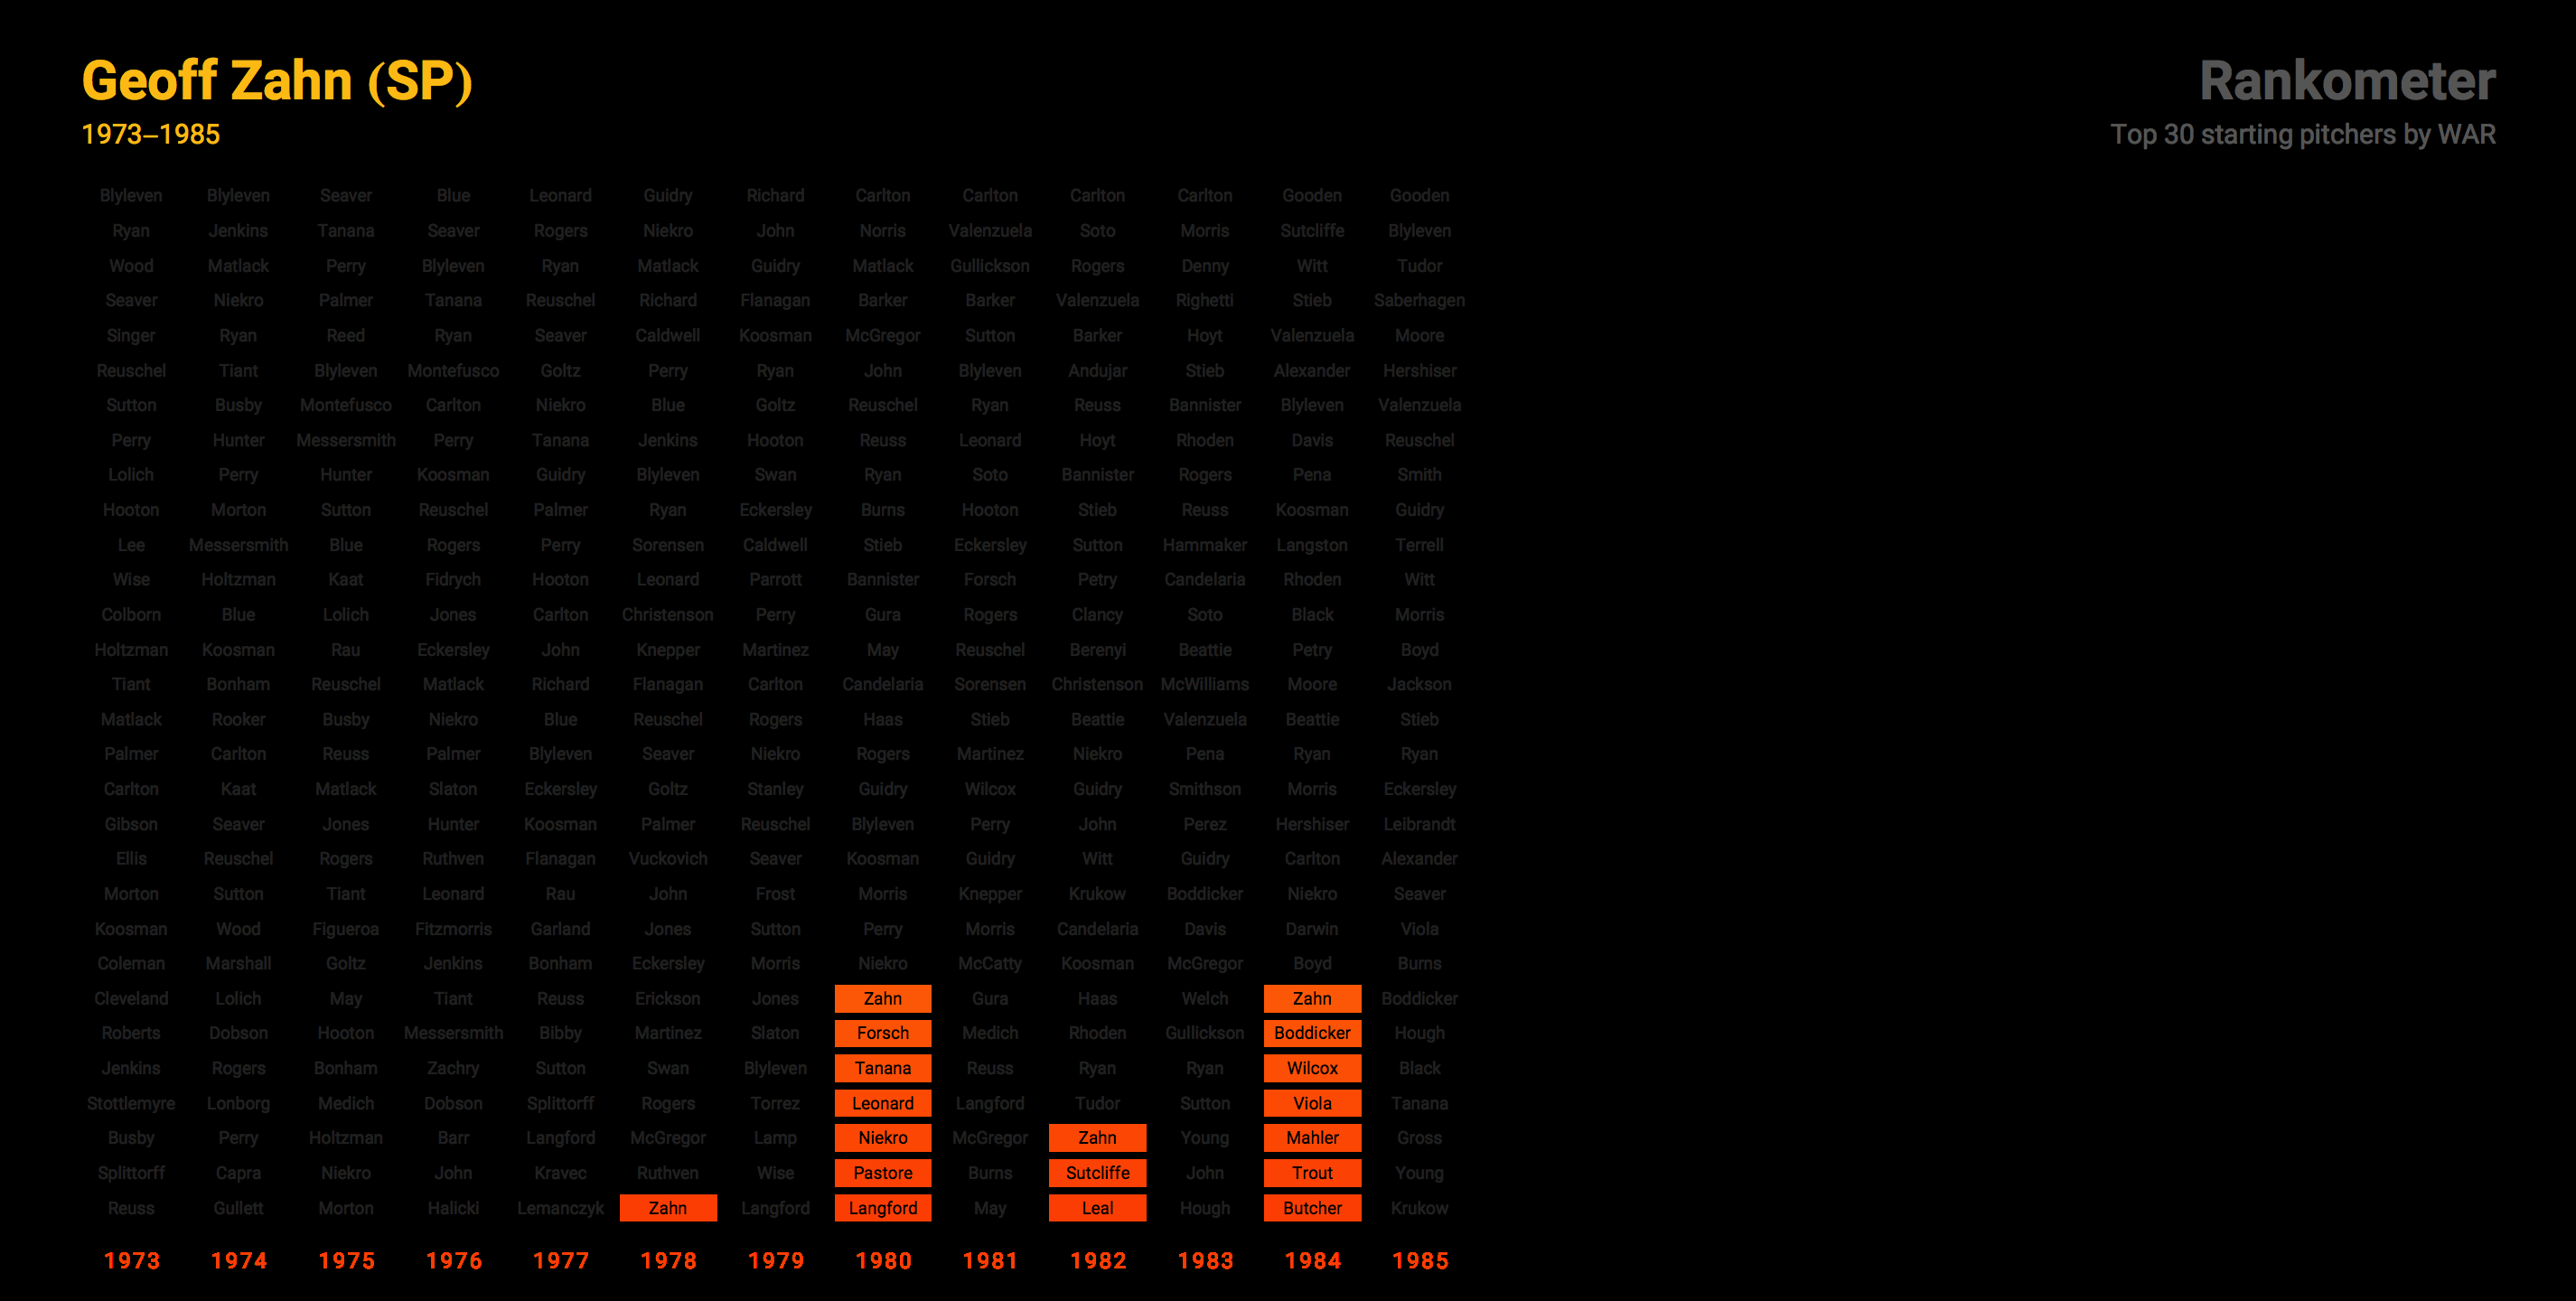 Geoff Zahn (SP)
1973–1985
Rankometer
Top 30 starting pitchers by WAR
Blyleven Blyleven Seaver Blue Leonard Guidry Richard Carlton Carlton Carlton Carlton Gooden Gooden
Ryan Jenkins Tanana Seaver Rogers Niekro John Norris Valenzuela Soto Morris Sutcliffe Blyleven
Wood Matlack Perry Blyleven Ryan Matlack Guidry Matlack Gullickson Rogers Denny Witt Tudor
Seaver Niekro Palmer Tanana Reuschel Richard Flanagan Barker Barker Valenzuela Righetti Stieb Saberhagen
Singer Ryan Reed Ryan Seaver Caldwell Koosman McGregor Sutton Barker Hoyt Valenzuela Moore
Reuschel Tiant Blyleven Montefusco Goltz Perry Ryan John Blyleven Andujar Stieb Alexander Hershiser
Sutton Busby Montefusco Carlton Niekro Blue Goltz Reuschel Ryan Reuss Bannister Blyleven Valenzuela
Perry Hunter Messersmith Perry Tanana Jenkins Hooton Reuss Leonard Hoyt Rhoden Davis Reuschel
Lolich Perry Hunter Koosman Guidry Blyleven Swan Ryan Soto Bannister Rogers Pena Smith
Hooton Morton Sutton Reuschel Palmer Ryan Eckersley Burns Hooton Stieb Reuss Koosman Guidry
Lee Messersmith Blue Rogers Perry Sorensen Caldwell Stieb Eckersley Sutton Hammaker Langston Terrell
Wise Holtzman Kaat Fidrych Hooton Leonard Parrott Bannister Forsch Petry Candelaria Rhoden Witt
Colborn Blue Lolich Jones Carlton Christenson Perry Gura Rogers Clancy Soto Black Morris
Holtzman Koosman Rau Eckersley John Knepper Martinez May Reuschel Berenyi Beattie Petry Boyd
Tiant Bonham Reuschel Matlack Richard Flanagan Carlton Candelaria Sorensen Christenson McWilliams Moore Jackson
Matlack Rooker Busby Niekro Blue Reuschel Rogers Haas Stieb Beattie Valenzuela Beattie Stieb
Palmer Carlton Reuss Palmer Blyleven Seaver Niekro Rogers Martinez Niekro Pena Ryan Ryan
Carlton Kaat Matlack Slaton Eckersley Goltz Stanley Guidry Wilcox Guidry Smithson Morris Eckersley
Gibson Seaver Jones Hunter Koosman Palmer Reuschel Blyleven Perry John Perez Hershiser Leibrandt
Ellis Reuschel Rogers Ruthven Flanagan Vuckovich Seaver Koosman Guidry Witt Guidry Carlton Alexander
Morton Sutton Tiant Leonard Rau John Frost Morris Knepper Krukow Boddicker Niekro Seaver
Koosman Wood Figueroa Fitzmorris Garland Jones Sutton Perry Morris Candelaria Davis Darwin Viola
Coleman Marshall Goltz Jenkins Bonham Eckersley Morris Niekro McCatty Koosman McGregor Boyd Burns
Cleveland Lolich May Tiant Reuss Erickson Jones Zahn Gura Haas Welch Zahn Boddicker
Roberts Dobson Hooton Messersmith Bibby Martinez Slaton Forsch Medich Rhoden Gullickson Boddicker Hough
Jenkins Rogers Bonham Zachry Sutton Swan Blyleven Tanana Reuss Ryan Ryan Wilcox Black
Stottlemyre Lonborg Medich Dobson Splittorff Rogers Torrez Leonard Langford Tudor Sutton Viola Tanana
Busby Perry Holtzman Barr Langford McGregor Lamp Niekro McGregor Zahn Young Mahler Gross
Splittorff Capra Niekro John Kravec Ruthven Wise Pastore Burns Sutcliffe John Trout Young
Reuss Gullett Morton Halicki Lemanczyk Zahn Langford Langford May Leal Hough Butcher Krukow
1973 1974 1975 1976 1977 1978 1979 1980 1981 1982 1983 1984 1985